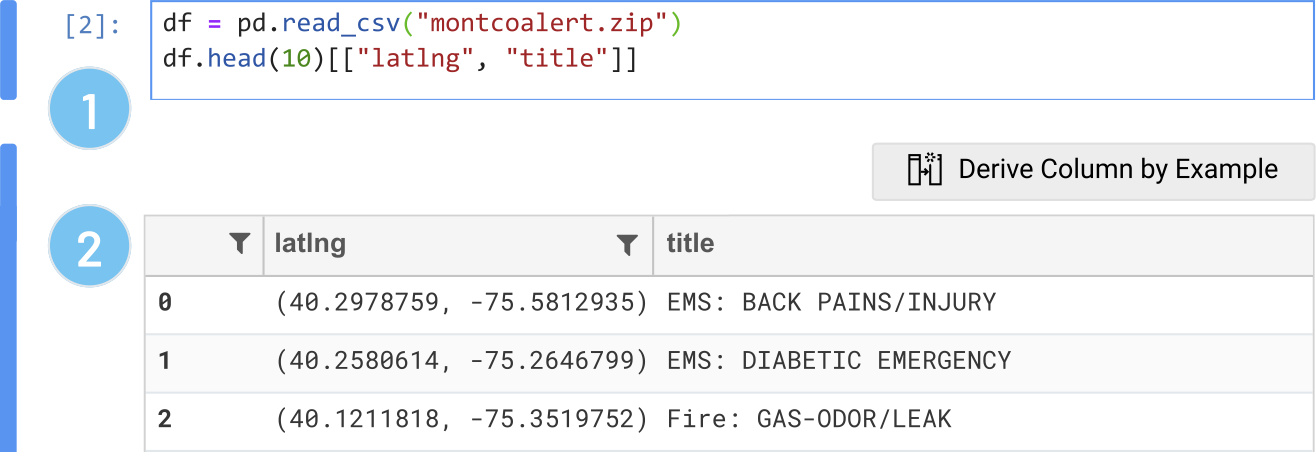 [2]: df = pd.read_csv("montcoalert.zip")
df.head(10)[["latlng", "title"]]
1
Derive Column by Example
2
latlng title
0 (40.2978759, -75.5812935) EMS: BACK PAINS/INJURY
1 (40.2580614, -75.2646799) EMS: DIABETIC EMERGENCY
2 (40.1211818, -75.3519752) Fire: GAS-ODOR/LEAK